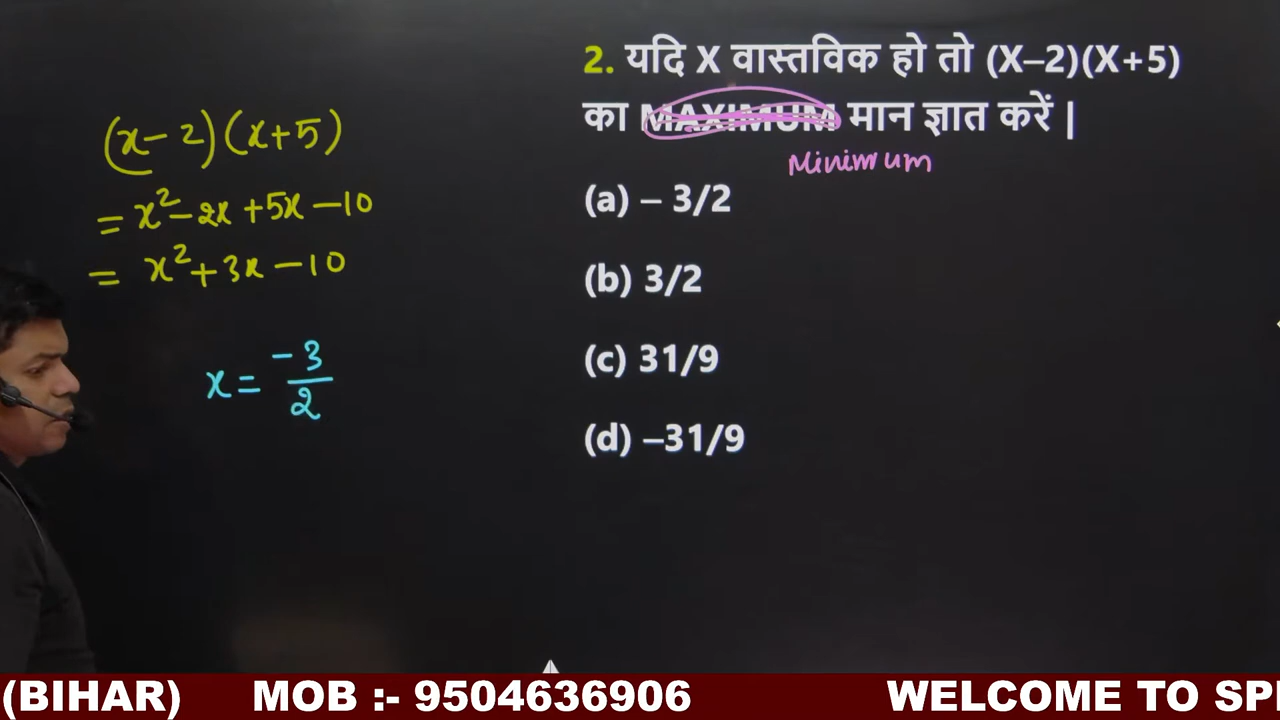 (x-2)(x+5)
= x²-2x+5x-10
= x²+3x-10
x = -3/2
2. यदि X वास्तविक हो तो (X–2)(X+5)
का MAXIMUM मान ज्ञात करें |
Minimum
(a) – 3/2
(b) 3/2
(c) 31/9
(d) –31/9
(BIHAR) MOB :- 9504636906 WELCOME TO SP